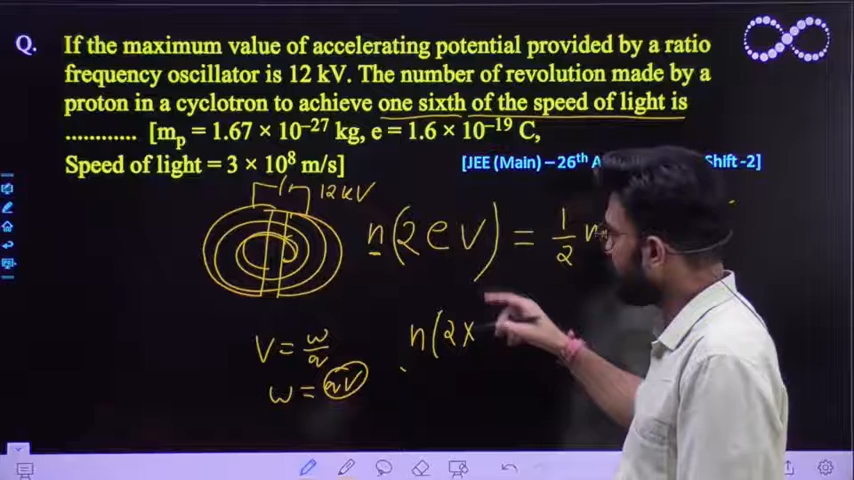 Q. If the maximum value of accelerating potential provided by a ratio
frequency oscillator is 12 kV. The number of revolution made by a
proton in a cyclotron to achieve one sixth of the speed of light is
............ [mp = 1.67 × 10–27 kg, e = 1.6 × 10–19 C,
Speed of light = 3 × 108 m/s] [JEE (Main) – 26th Shift -2]
12 kV
n(2eV) = 1/2
V = w/q
n(2×
w = qV